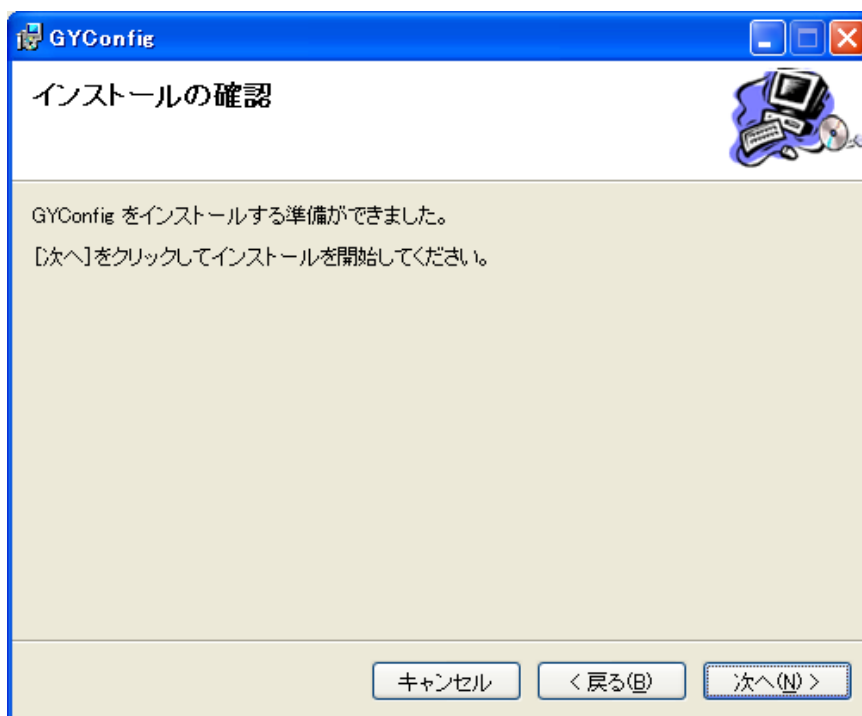 GYConfig
インストールの確認
GYConfig をインストールする準備ができました。
[次へ]をクリックしてインストールを開始してください。
キャンセル
< 戻る(B)
次へ(N) >